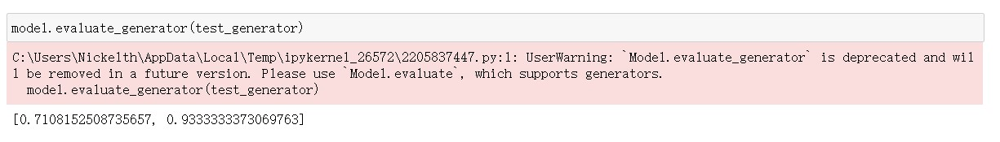 model.evaluate_generator(test_generator)
C:\Users\Nickelth\AppData\Local\Temp\ipykernel_26572\2205837447.py:1: UserWarning: `Model.evaluate_generator` is deprecated and wil
l be removed in a future version. Please use `Model.evaluate`, which supports generators.
  model.evaluate_generator(test_generator)
[0.7108152508735657, 0.9333333373069763]